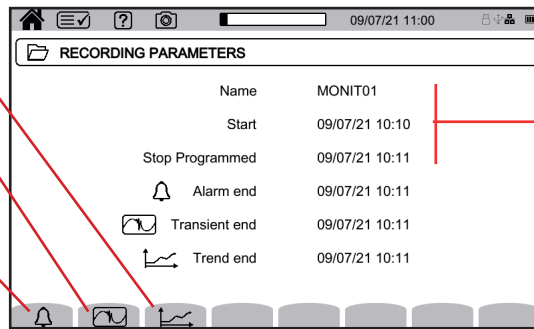 ?
09/07/21 11:00
RECORDING PARAMETERS
Name MONIT01
Start 09/07/21 10:10
Stop Programmed 09/07/21 10:11
Alarm end 09/07/21 10:11
Transient end 09/07/21 10:11
Trend end 09/07/21 10:11